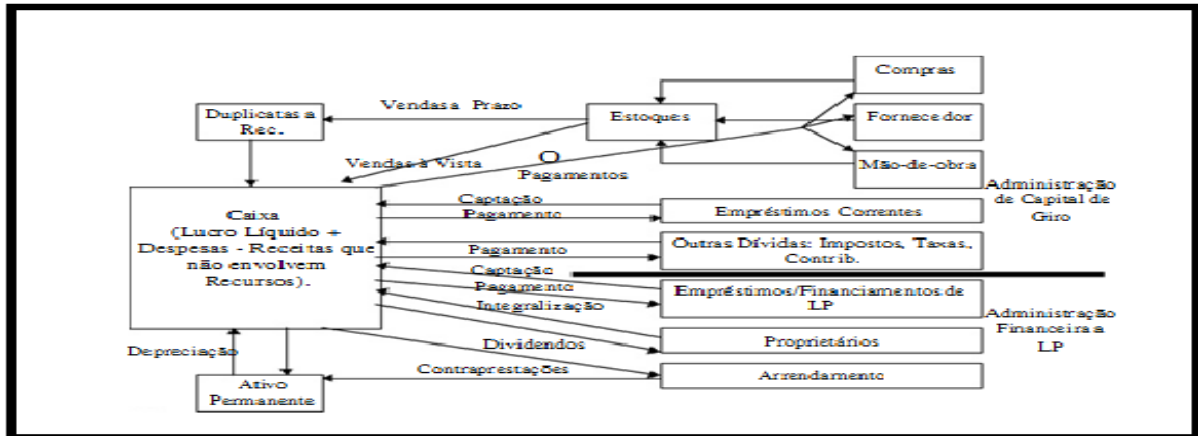 Compras
Vendas a Prazo
Duplicatas a
Rec.
Estoques
Fornecedor
Vendas à Vista
O
Pagamentos
Mão-de-obra
Administração
de Capital de
Giro
Captação
Pagamento
Empréstimos Correntes
Caixa
(Lucro Líquido +
Despesas - Receitas que
não envolvem
Recursos).
Pagamento
Outras Dívidas: Impostos, Taxas,
Contrib.
Captação
Pagamento
Integralização
Empréstimos/Financiamentos de
LP
Administração
Financeira a
LP
Dividendos
Proprietários
Depreciação
Contraprestações
Arrendamento
Ativo
Permanente